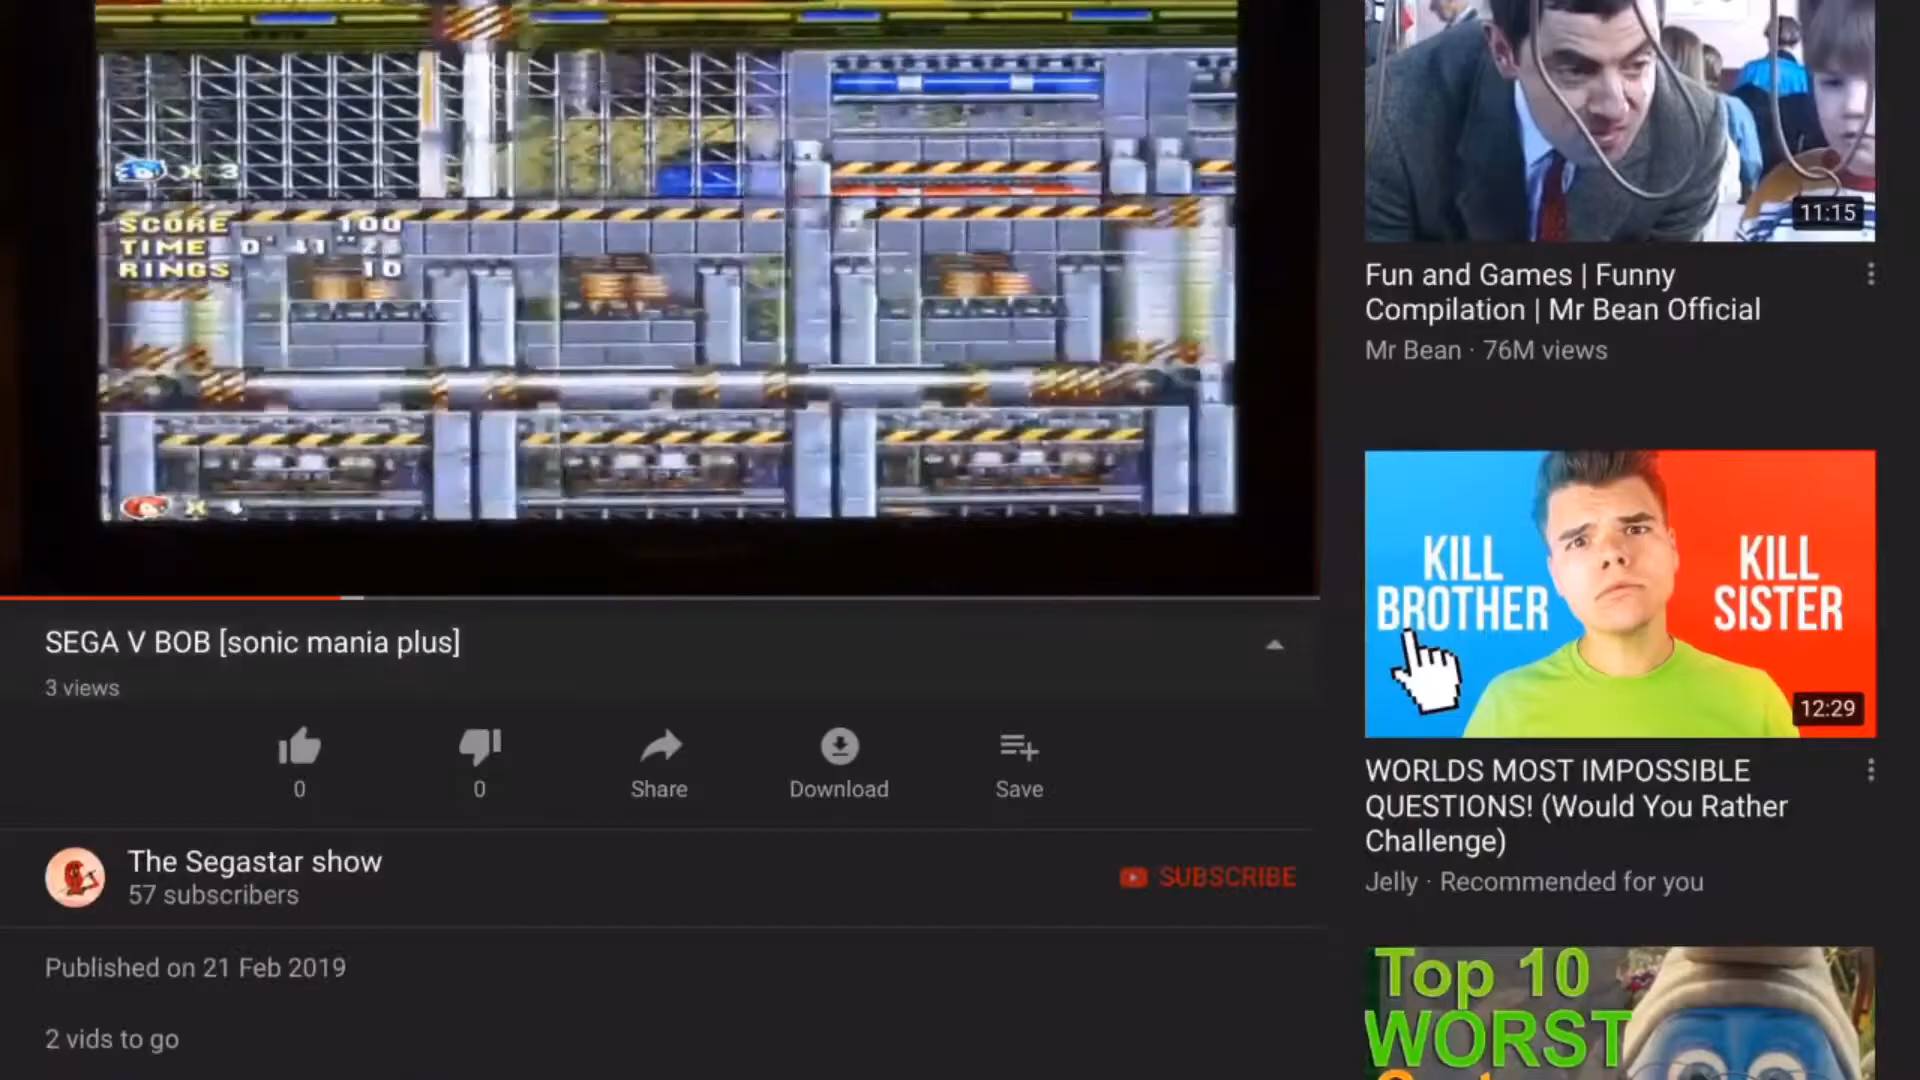 x 3
SCORE 100
TIME 0' 41"
RINGS 10
x 4
SEGA V BOB [sonic mania plus]
3 views
0
0
Share
Download
Save
The Segastar show
57 subscribers
SUBSCRIBE
Published on 21 Feb 2019
2 vids to go
11:15
Fun and Games | Funny
Compilation | Mr Bean Official
Mr Bean · 76M views
KILL
BROTHER
KILL
SISTER
12:29
WORLDS MOST IMPOSSIBLE
QUESTIONS! (Would You Rather
Challenge)
Jelly · Recommended for you
Top 10
WORST